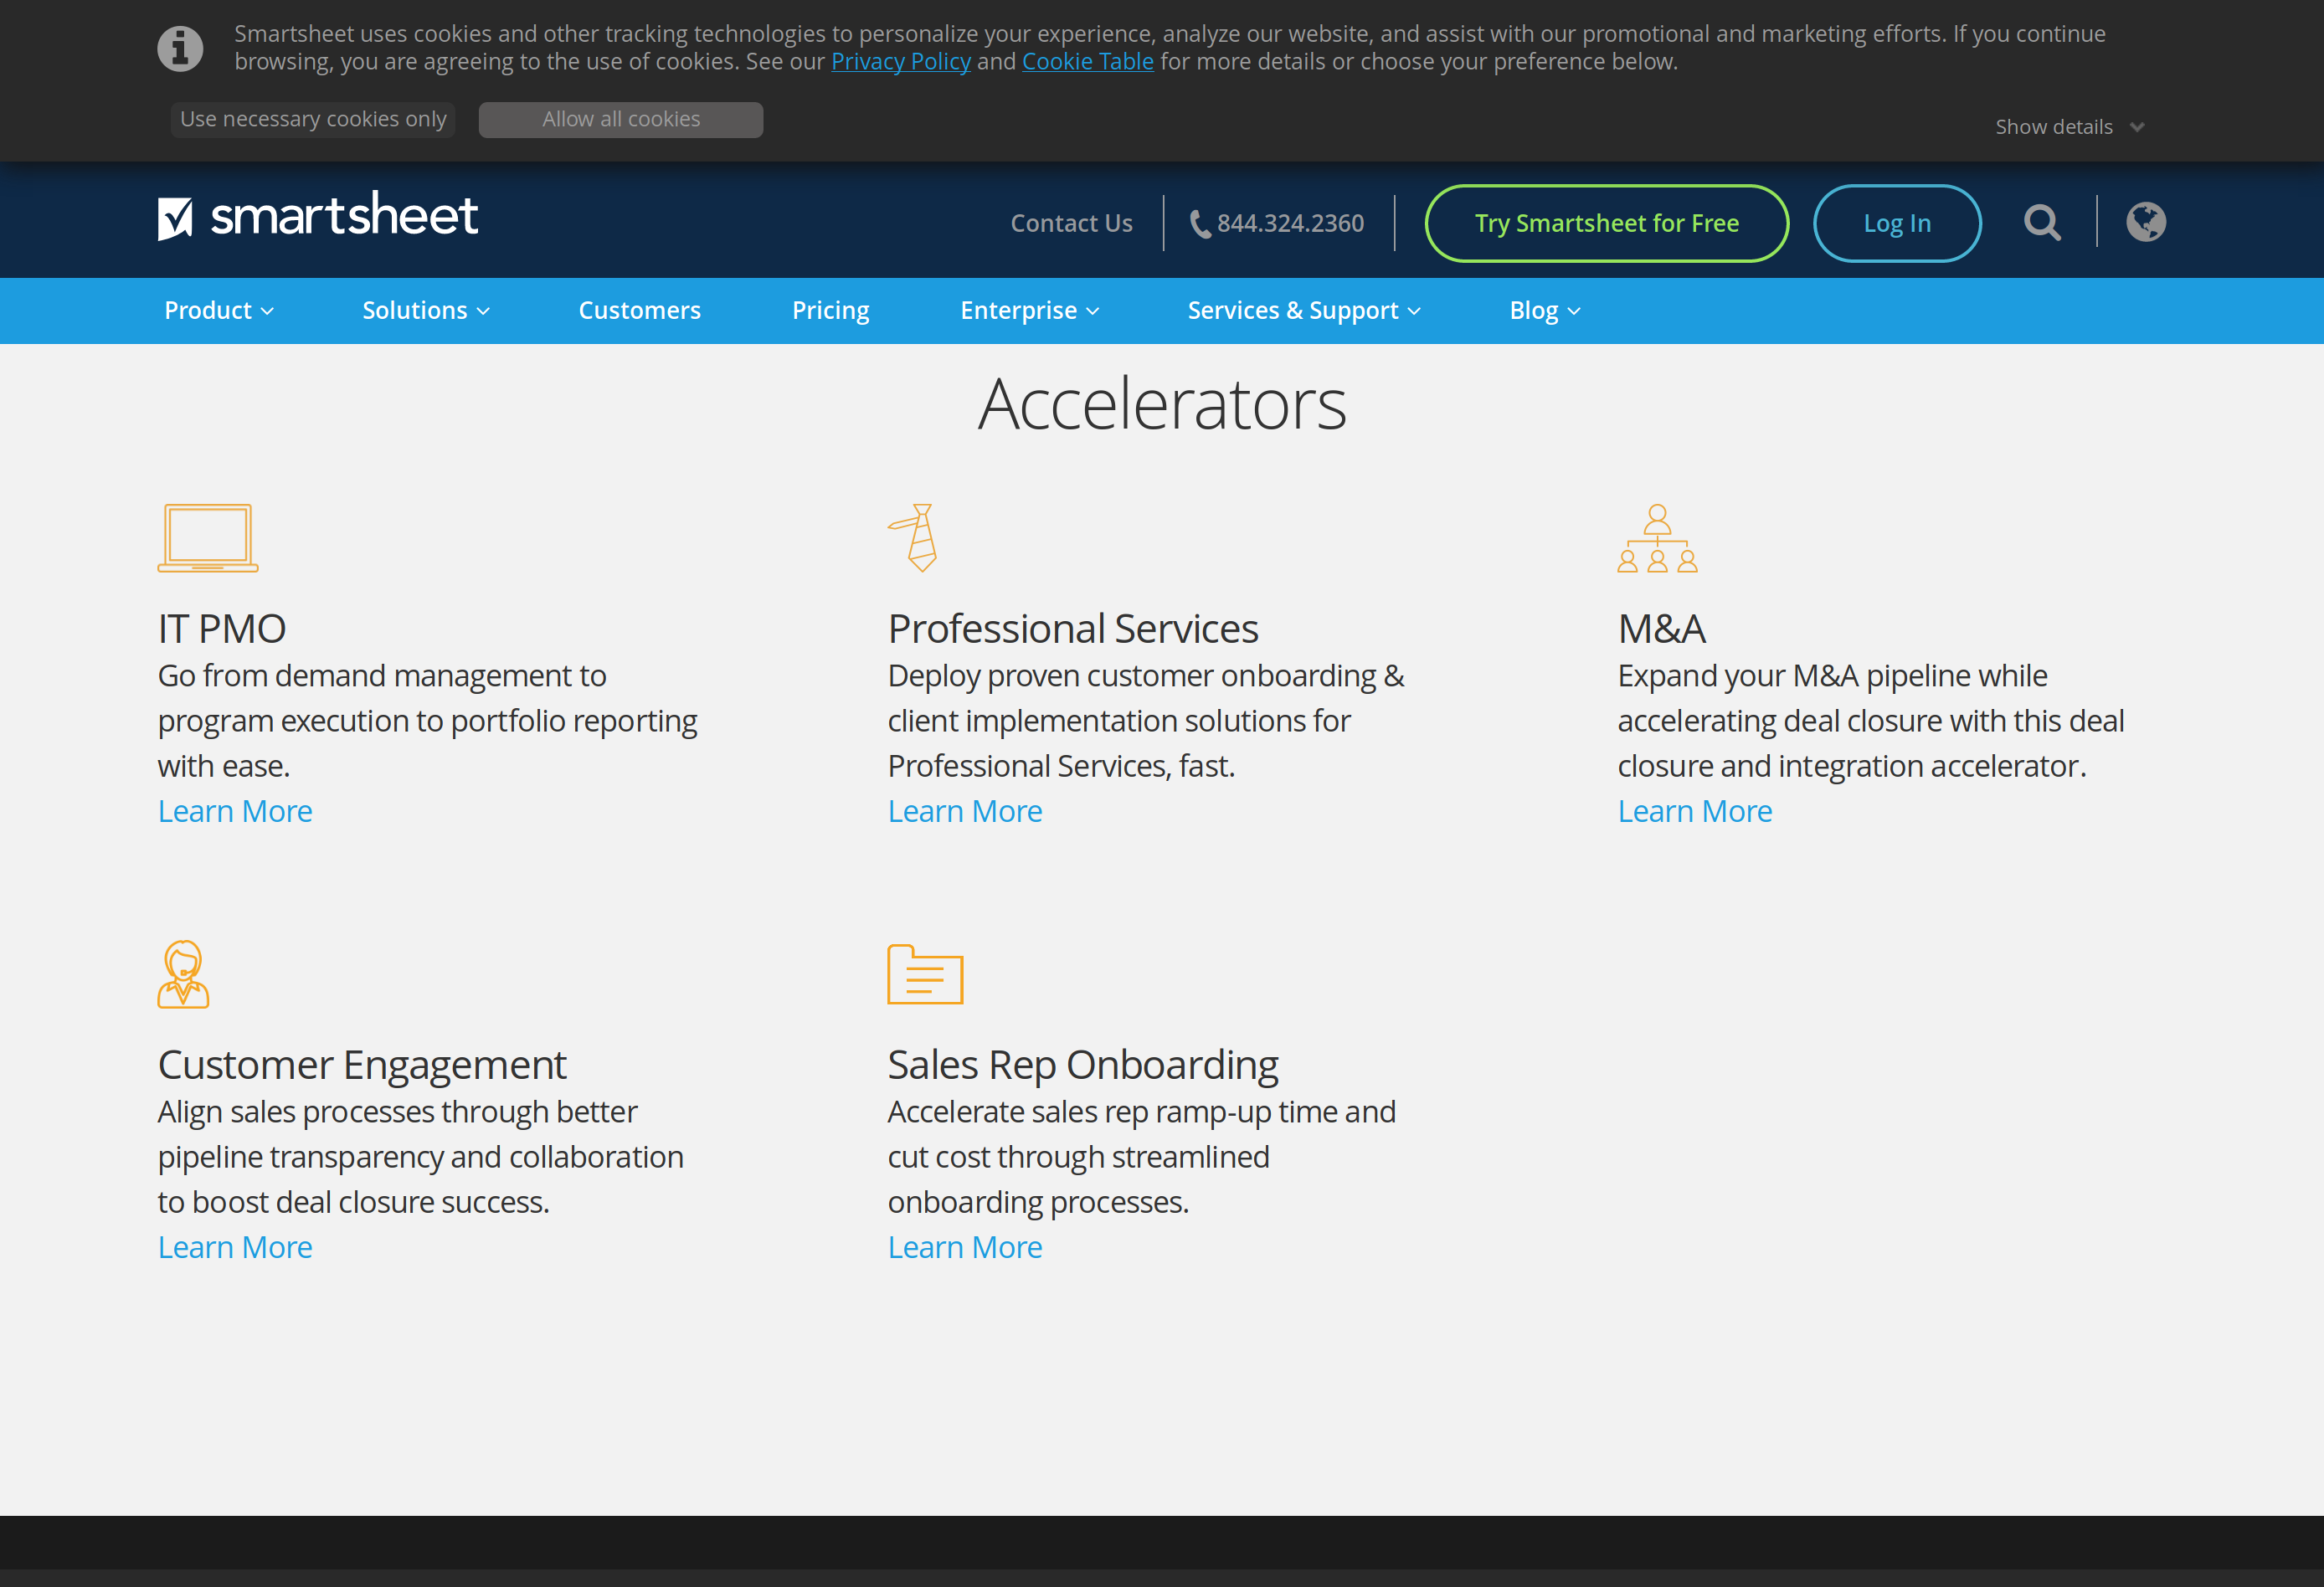 Smartsheet uses cookies and other tracking technologies to personalize your experience, analyze our website, and assist with our promotional and marketing efforts. If you continue
browsing, you are agreeing to the use of cookies. See our Privacy Policy and Cookie Table for more details or choose your preference below.
Use necessary cookies only
Allow all cookies
Show details
smartsheet
Contact Us
844.324.2360
Try Smartsheet for Free
Log In
Product
Solutions
Customers
Pricing
Enterprise
Services & Support
Blog
Accelerators
IT PMO
Go from demand management to
program execution to portfolio reporting
with ease.
Learn More
Professional Services
Deploy proven customer onboarding &
client implementation solutions for
Professional Services, fast.
Learn More
M&A
Expand your M&A pipeline while
accelerating deal closure with this deal
closure and integration accelerator.
Learn More
Customer Engagement
Align sales processes through better
pipeline transparency and collaboration
to boost deal closure success.
Learn More
Sales Rep Onboarding
Accelerate sales rep ramp-up time and
cut cost through streamlined
onboarding processes.
Learn More